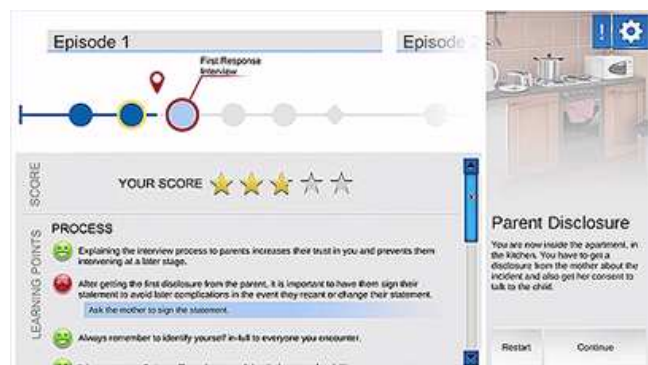 Episode 1
Episode
First Response
Interview
SCORE
YOUR SCORE
LEARNING POINTS
PROCESS
Explaining the interview process to parents increases their trust in you and prevents them
intervening at a later stage.
After getting the first disclosure from the parent, it is important to have them sign their
statement to avoid later complications in the event they recant or change their statement.
Ask the mother to sign the statement.
Always remember to identify yourself in-full to everyone you encounter.
!
Parent Disclosure
You are now inside the apartment, in
the kitchen. You have to get a
disclosure from the mother about the
incident and also get her consent to
talk to the child.
Restart
Continue